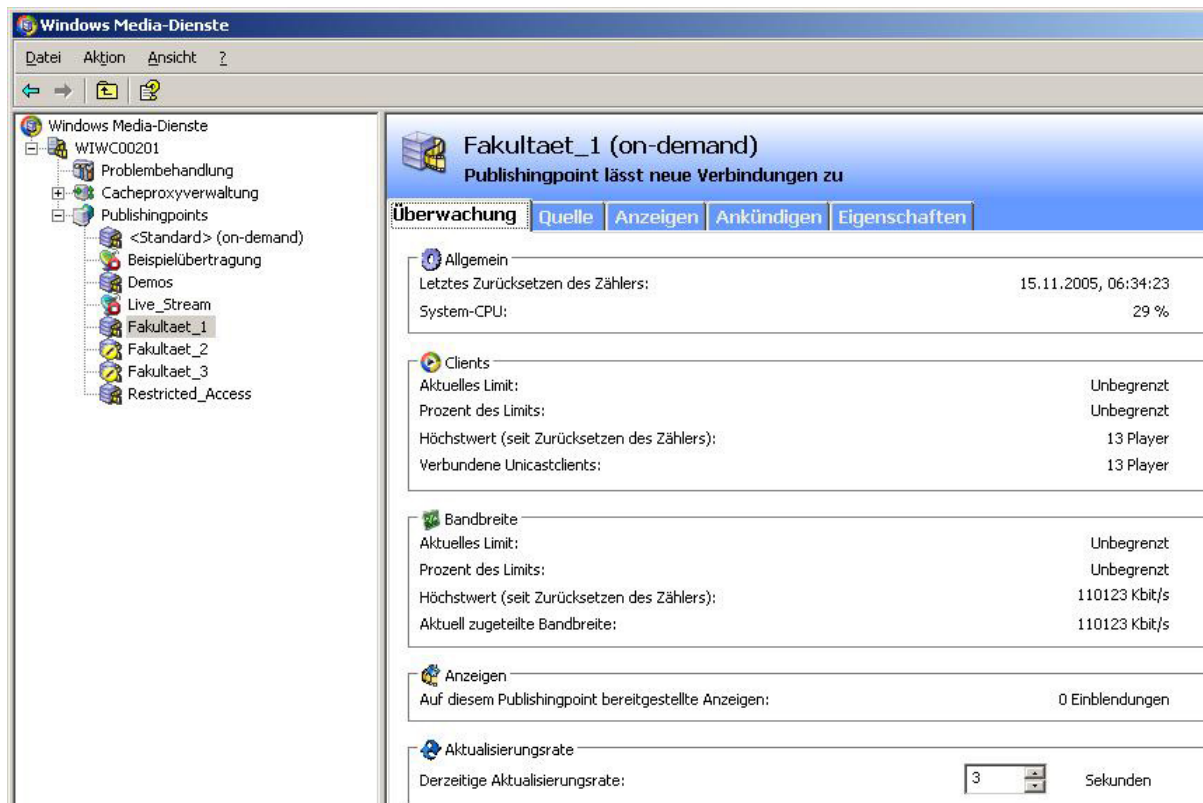 Windows Media-Dienste
Datei Aktion Ansicht ?
Windows Media-Dienste
WIWC00201
Problembehandlung
Cacheproxyverwaltung
Publishingpoints
<Standard> (on-demand)
Beispielübertragung
Demos
Live_Stream
Fakultaet_1
Fakultaet_2
Fakultaet_3
Restricted_Access
Fakultaet_1 (on-demand)
Publishingpoint lässt neue Verbindungen zu
Überwachung Quelle Anzeigen Ankündigen Eigenschaften
Allgemein
Letztes Zurücksetzen des Zählers: 15.11.2005, 06:34:23
System-CPU: 29 %
Clients
Aktuelles Limit: Unbegrenzt
Prozent des Limits: Unbegrenzt
Höchstwert (seit Zurücksetzen des Zählers): 13 Player
Verbundene Unicastclients: 13 Player
Bandbreite
Aktuelles Limit: Unbegrenzt
Prozent des Limits: Unbegrenzt
Höchstwert (seit Zurücksetzen des Zählers): 110123 Kbit/s
Aktuell zugeteilte Bandbreite: 110123 Kbit/s
Anzeigen
Auf diesem Publishingpoint bereitgestellte Anzeigen: 0 Einblendungen
Aktualisierungsrate
Derzeitige Aktualisierungsrate: 3 Sekunden